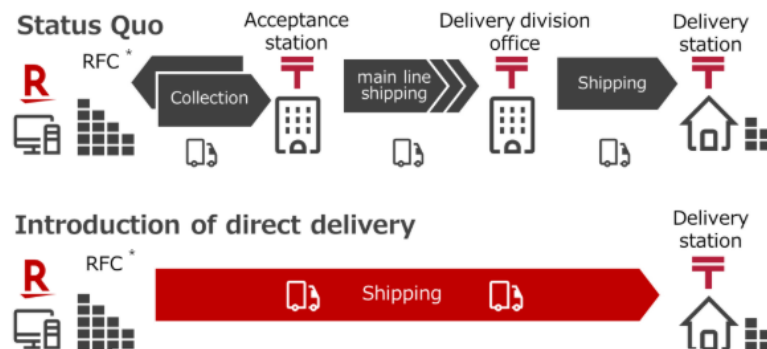 Status Quo
Acceptance
station
Delivery division
office
Delivery
station
RFC *
R
Collection
main line
shipping
Shipping
Introduction of direct delivery
Delivery
station
RFC *
R
Shipping